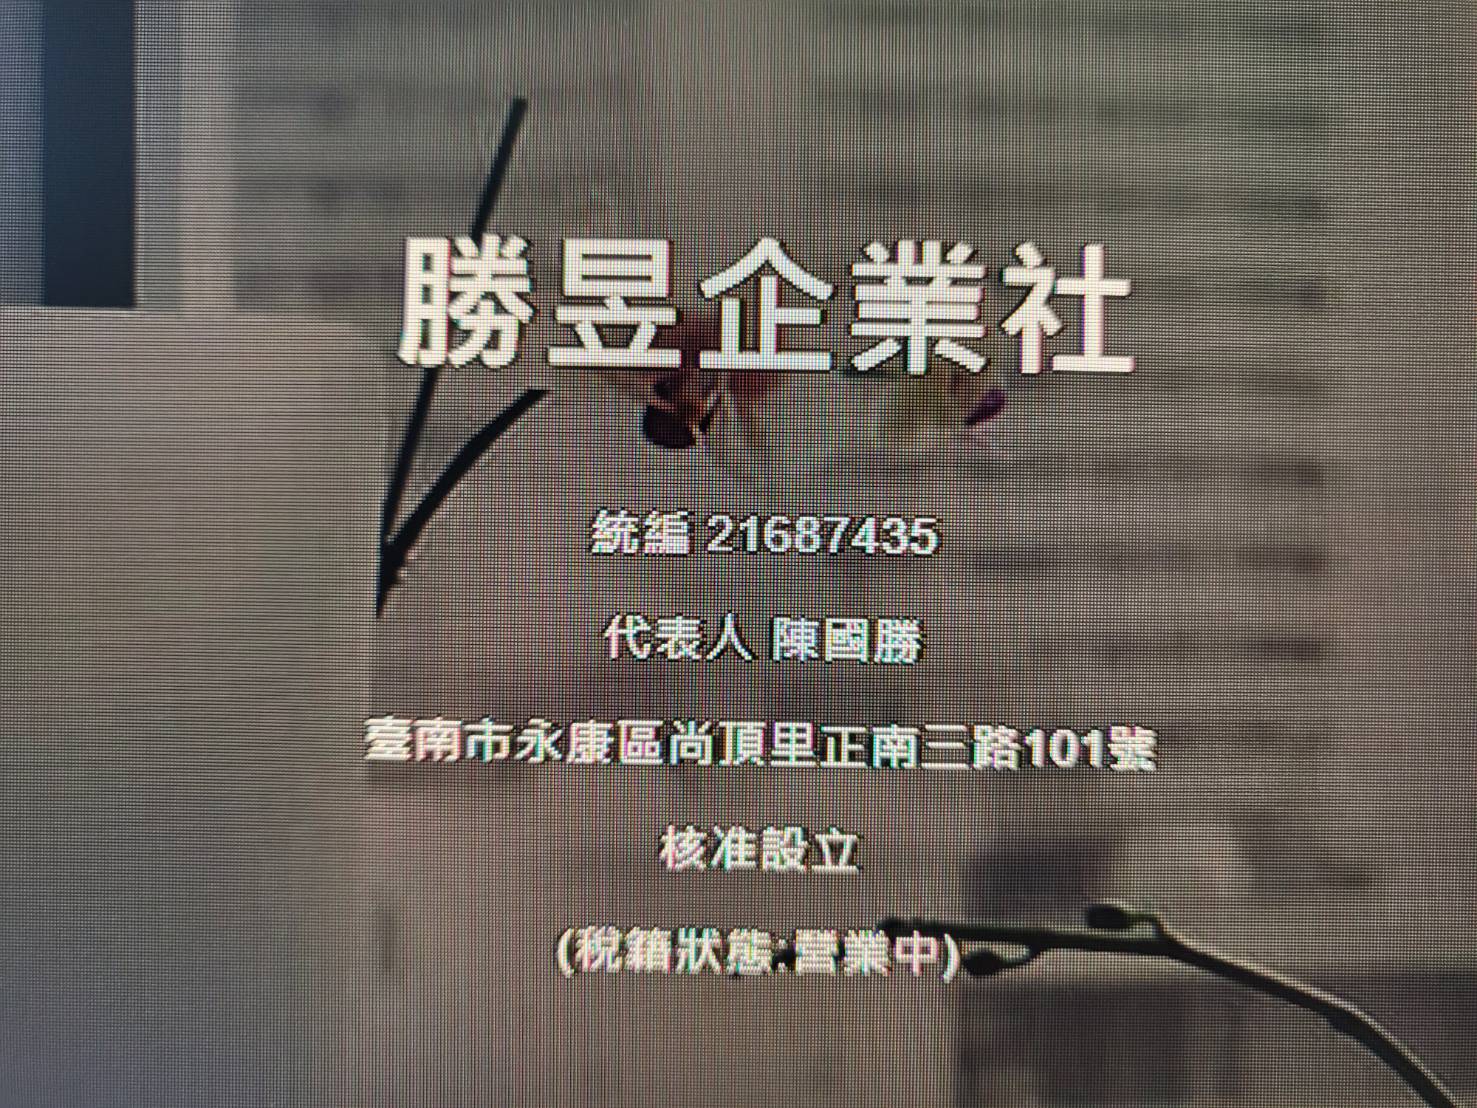 勝昱企業社
統編 21687435
代表人 陳國勝
臺南市永康區尚頂里正南三路101號
核准設立
(稅籍狀態:營業中)